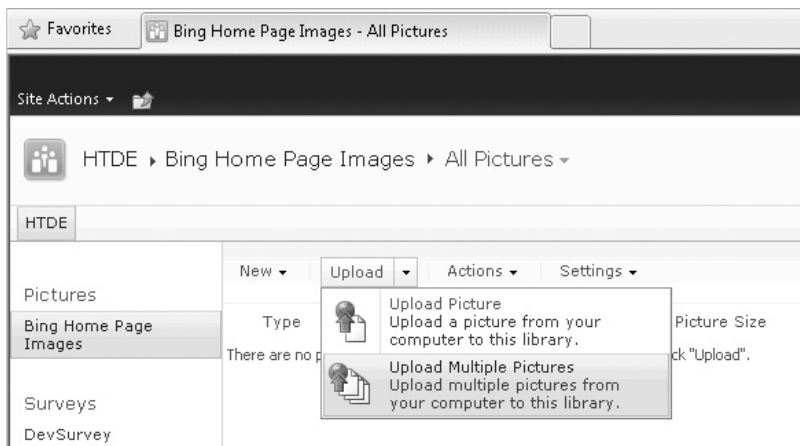 Favorites
Bing Home Page Images - All Pictures
Site Actions
HTDE Bing Home Page Images All Pictures
HTDE
New Upload Actions Settings
Pictures
Bing Home Page
Images
Surveys
DevSurvey
Type Picture Size
There are no ck "Upload".
Upload Picture
Upload a picture from your
computer to this library.
Upload Multiple Pictures
Upload multiple pictures from
your computer to this library.